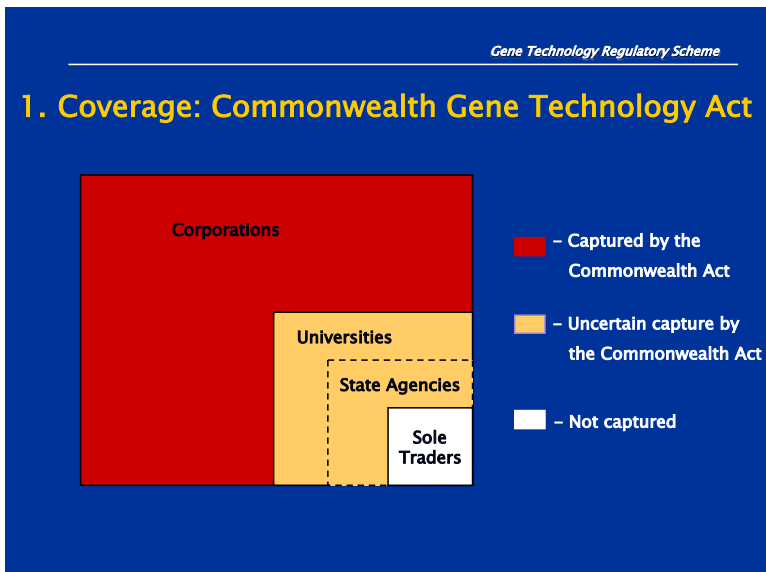 Gene Technology Regulatory Scheme
1. Coverage: Commonwealth Gene Technology Act
Corporations
Universities
State Agencies
Sole
Traders
– Captured by the
Commonwealth Act
– Uncertain capture by
the Commonwealth Act
– Not captured